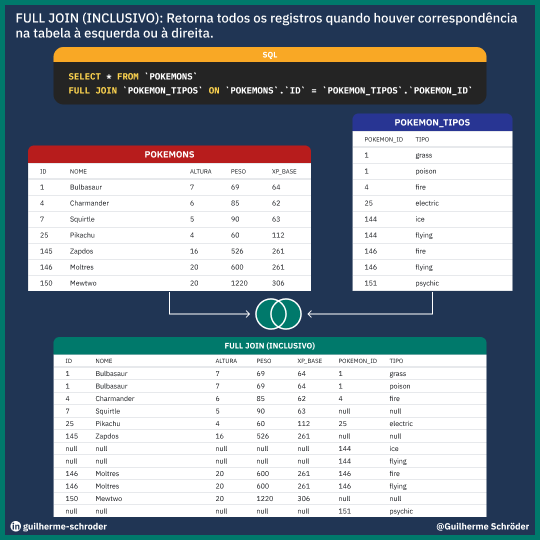 FULL JOIN (INCLUSIVO): Retorna todos os registros quando houver correspondência
na tabela à esquerda ou à direita.
SQL
SELECT * FROM `POKEMONS`
FULL JOIN `POKEMON_TIPOS` ON `POKEMONS`.`ID` = `POKEMON_TIPOS`.`POKEMON_ID`
POKEMONS
ID NOME ALTURA PESO XP_BASE
1 Bulbasaur 7 69 64
4 Charmander 6 85 62
7 Squirtle 5 90 63
25 Pikachu 4 60 112
145 Zapdos 16 526 261
146 Moltres 20 600 261
150 Mewtwo 20 1220 306
POKEMON_TIPOS
POKEMON_ID TIPO
1 grass
1 poison
4 fire
25 electric
144 ice
144 flying
146 fire
146 flying
151 psychic
FULL JOIN (INCLUSIVO)
ID NOME ALTURA PESO XP_BASE POKEMON_ID TIPO
1 Bulbasaur 7 69 64 1 grass
1 Bulbasaur 7 69 64 1 poison
4 Charmander 6 85 62 4 fire
7 Squirtle 5 90 63 null null
25 Pikachu 4 60 112 25 electric
145 Zapdos 16 526 261 null null
null null null null null 144 ice
null null null null null 144 flying
146 Moltres 20 600 261 146 fire
146 Moltres 20 600 261 146 flying
150 Mewtwo 20 1220 306 null null
null null null null null 151 psychic
in guilherme-schroder
@Guilherme Schröder